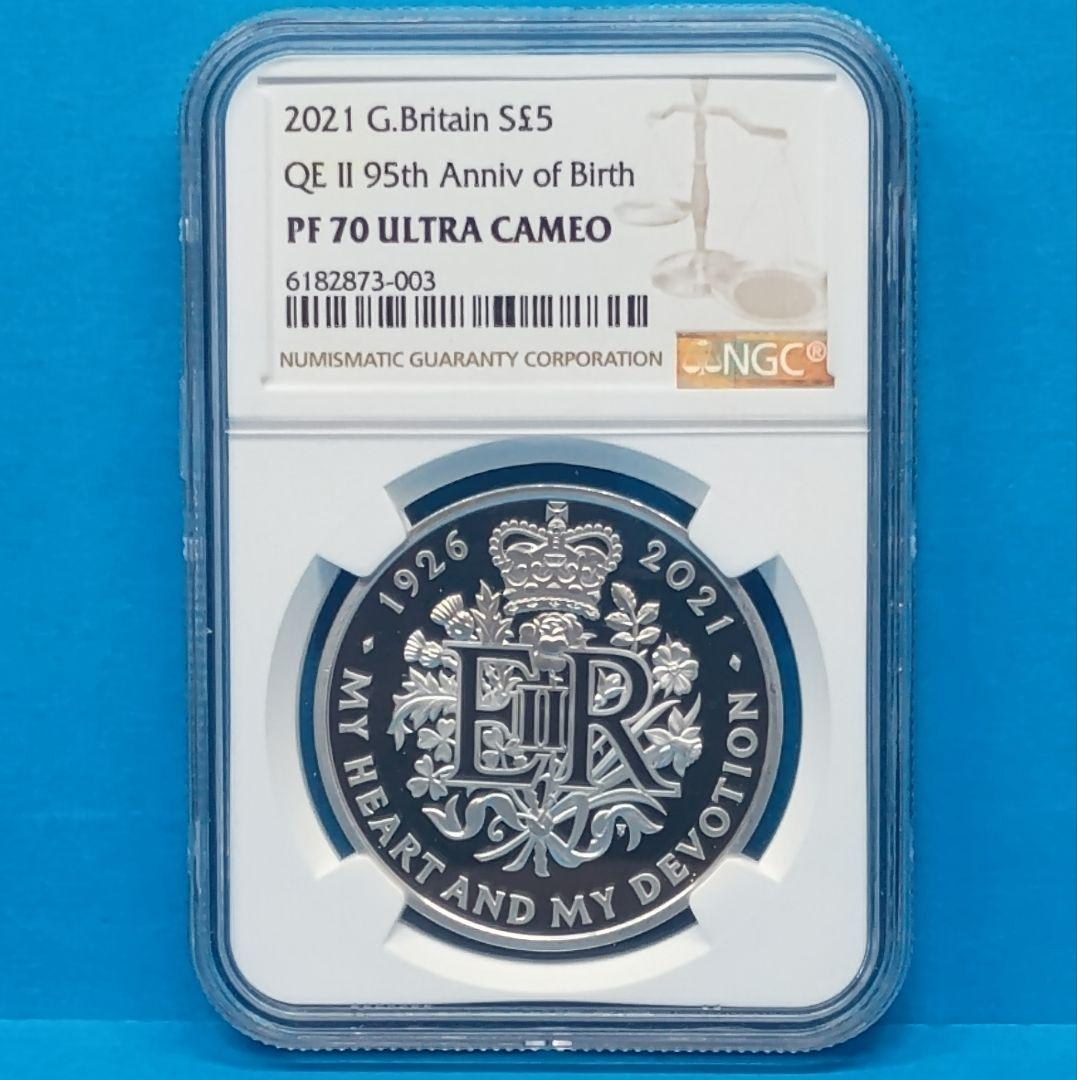 2021 G.Britain S£5
QE II 95th Anniv of Birth
PF 70 ULTRA CAMEO
6182873-003
NUMISMATIC GUARANTY CORPORATION
NGC®
1926 2021
EIIR
MY HEART AND MY DEVOTION